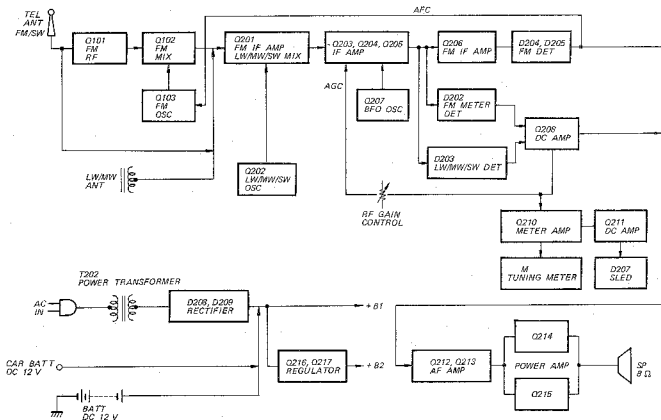 TEL
ANT
FM/SW
AFC
Q101
FM
RF
Q102
FM
MIX
Q201
FM IF AMP
LW/MW/SW MIX
Q203, Q204, Q205
IF AMP
Q206
FM IF AMP
D204, D205
FM DET
Q103
FM
OSC
AGC
Q207
BFO OSC
D202
FM METER
DET
Q208
DC AMP
D203
LW/MW/SW DET
LW/MW
ANT
Q202
LW/MW/SW
OSC
RF GAIN
CONTROL
Q210
METER AMP
Q211
DC AMP
M
TUNING METER
D207
SLED
T202
POWER TRANSFORMER
AC
IN
D208, D209
RECTIFIER
+B1
CAR BATT
DC 12 V
Q216, Q217
REGULATOR
+B2
Q212, Q213
AF AMP
Q214
POWER AMP
Q215
SP
8 Ω
BATT
DC 12 V